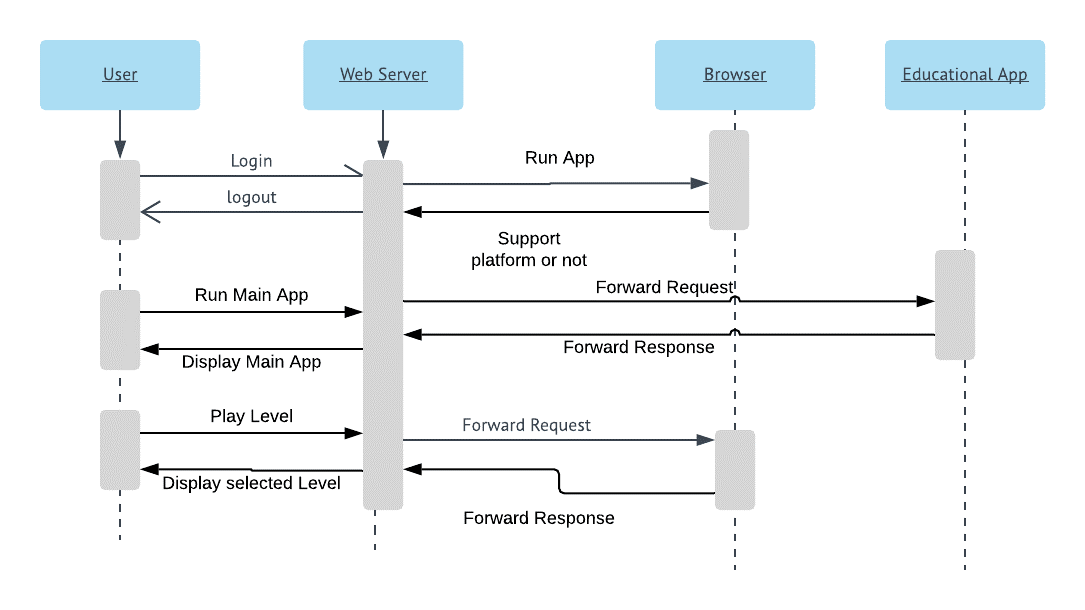 User
Web Server
Browser
Educational App
Login
Run App
logout
Support
platform or not
Run Main App
Forward Request
Forward Response
Display Main App
Play Level
Forward Request
Display selected Level
Forward Response